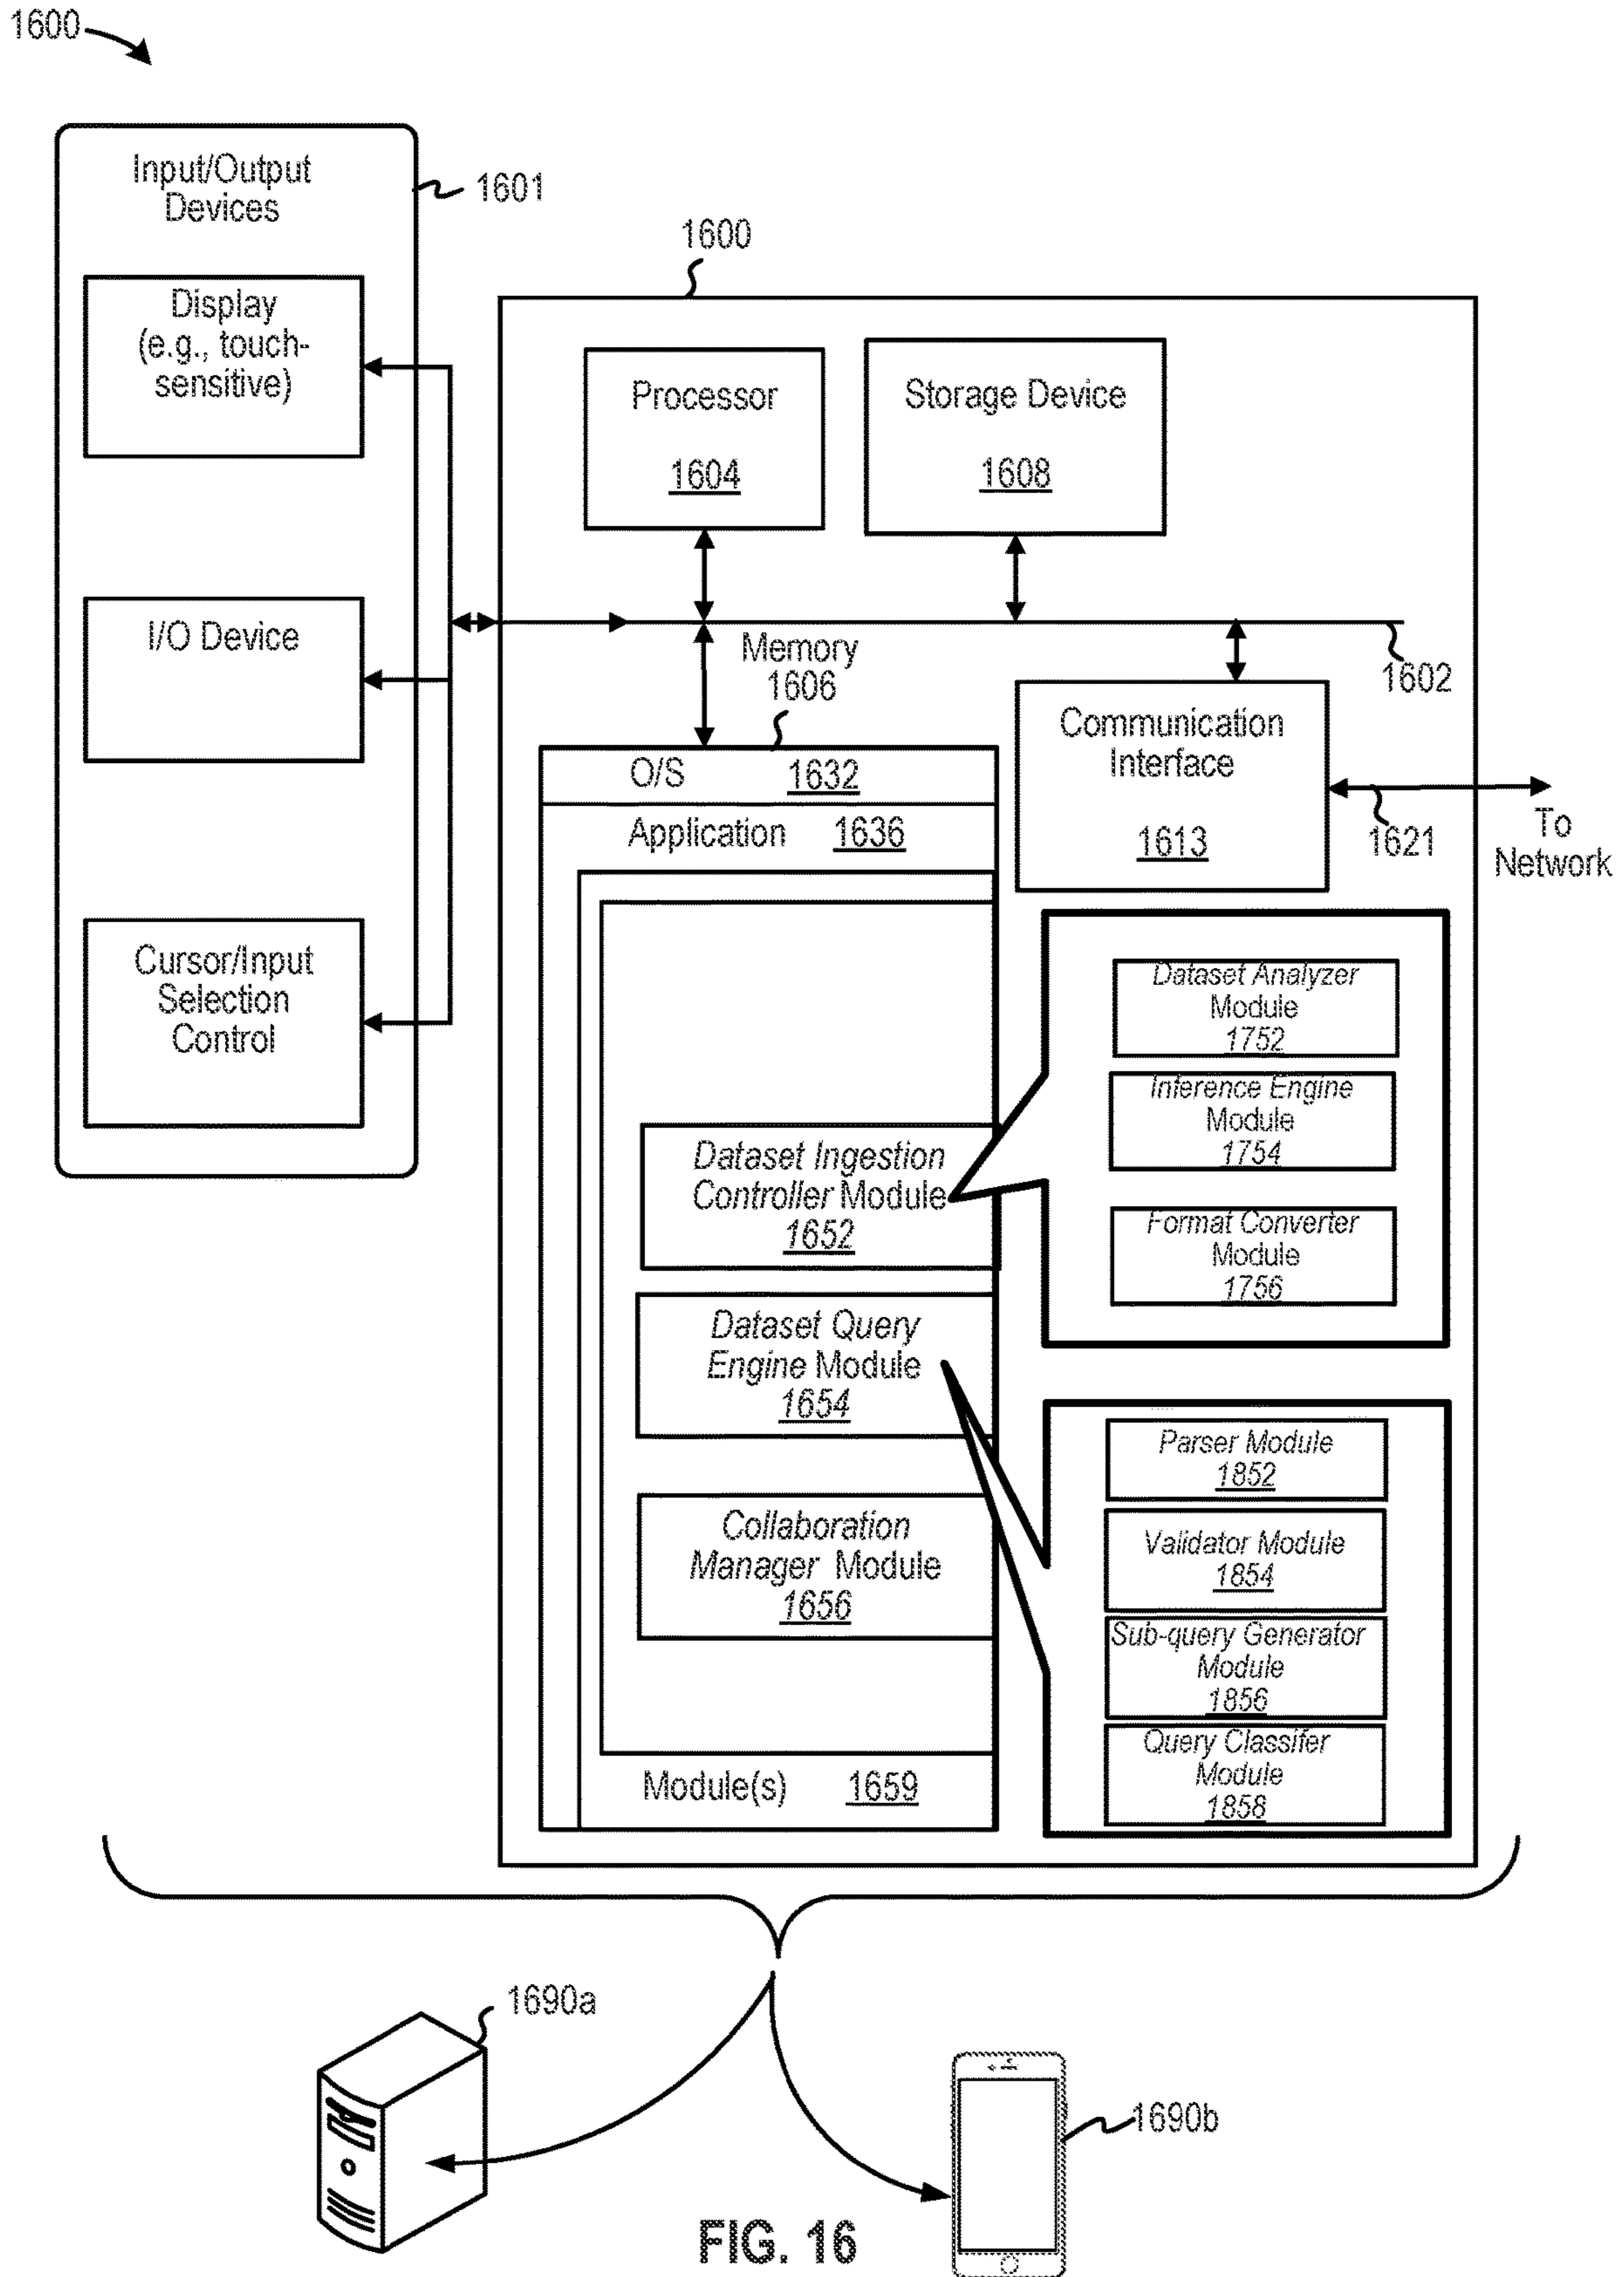 1600
Input/Output
Devices
1601
Display
(e.g., touch-
sensitive)
I/O Device
Cursor/Input
Selection
Control
1600
Processor
1604
Storage Device
1608
Memory
1606
1602
Communication
Interface
1613
1621
To
Network
O/S 1632
Application 1636
Dataset Ingestion
Controller Module
1652
Dataset Query
Engine Module
1654
Collaboration
Manager Module
1656
Module(s) 1659
Dataset Analyzer
Module
1752
Inference Engine
Module
1754
Format Converter
Module
1756
Parser Module
1852
Validator Module
1854
Sub-query Generator
Module
1856
Query Classifer
Module
1858
1690a
1690b
FIG. 16